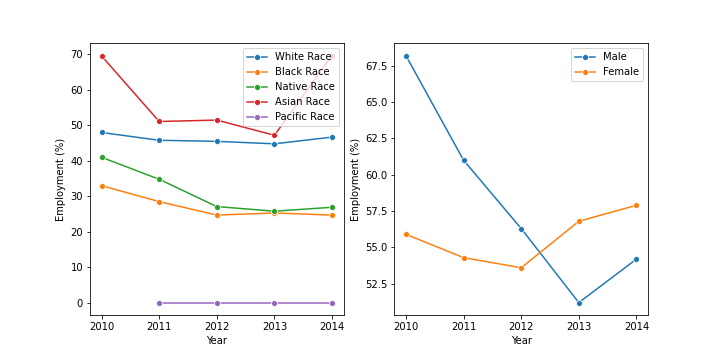 White Race
Black Race
Native Race
Asian Race
Pacific Race
70
60
50
40
30
20
10
0
Employment (%)
2010 2011 2012 2013 2014
Year
Male
Female
67.5
65.0
62.5
60.0
57.5
55.0
52.5
Employment (%)
2010 2011 2012 2013 2014
Year